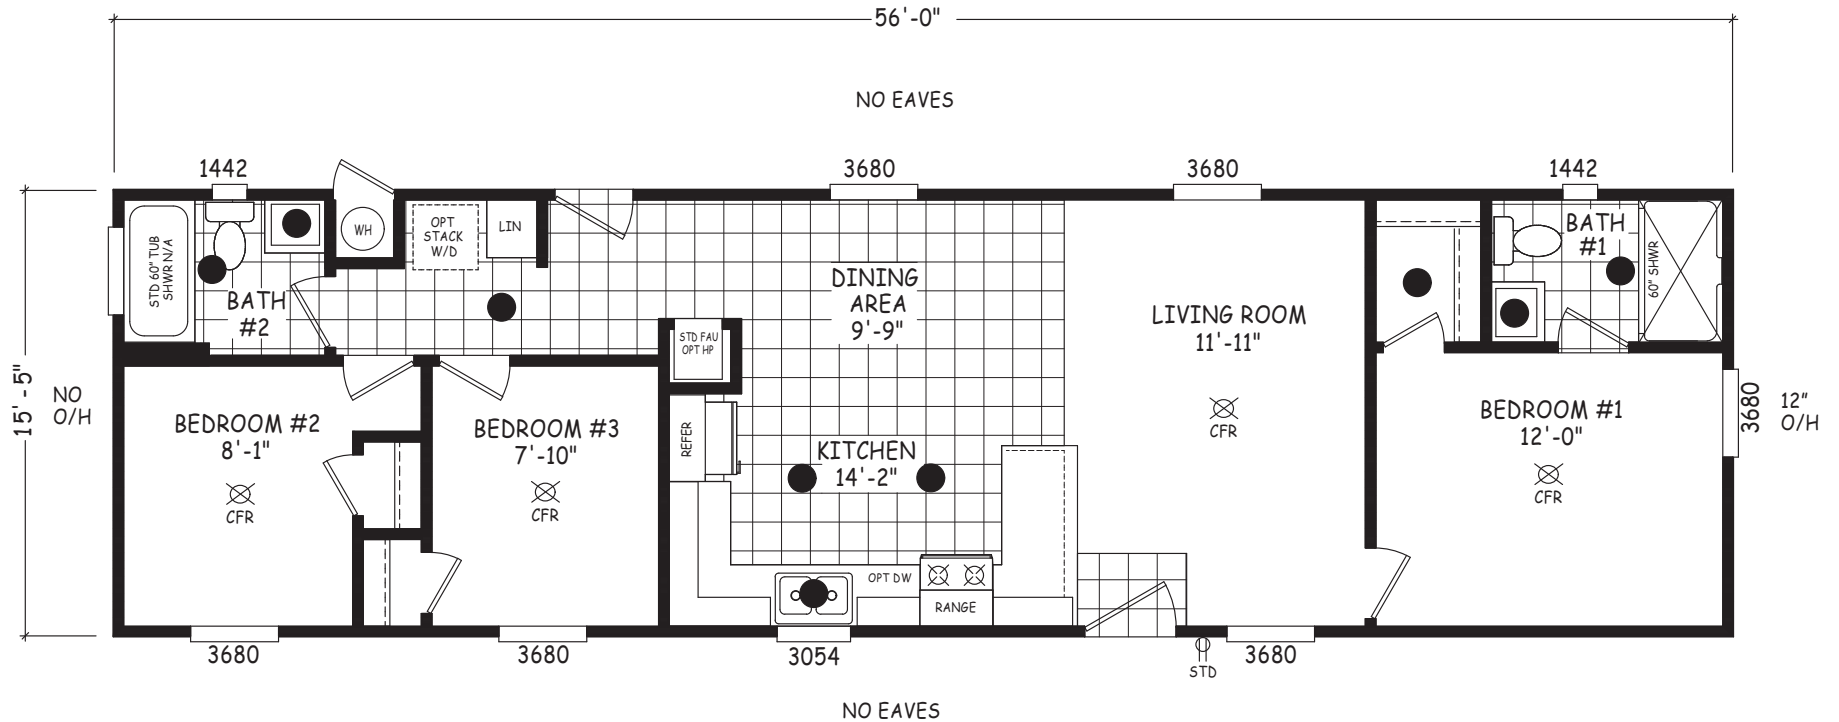 56'-0"
NO EAVES
1442
3680
3680
1442
STD 60" TUB
SHWR N/A
WH
OPT
STACK
W/D
LIN
BATH
#2
DINING
AREA
9'-9"
STD FAU
OPT HP
LIVING ROOM
11'-11"
BATH
#1
60" SHWR
15'-5"
NO
O/H
BEDROOM #2
8'-1"
CFR
BEDROOM #3
7'-10"
CFR
REFER
KITCHEN
14'-2"
CFR
BEDROOM #1
12'-0"
CFR
3680
12"
O/H
OPT DW
RANGE
3680
3680
3054
STD
3680
NO EAVES